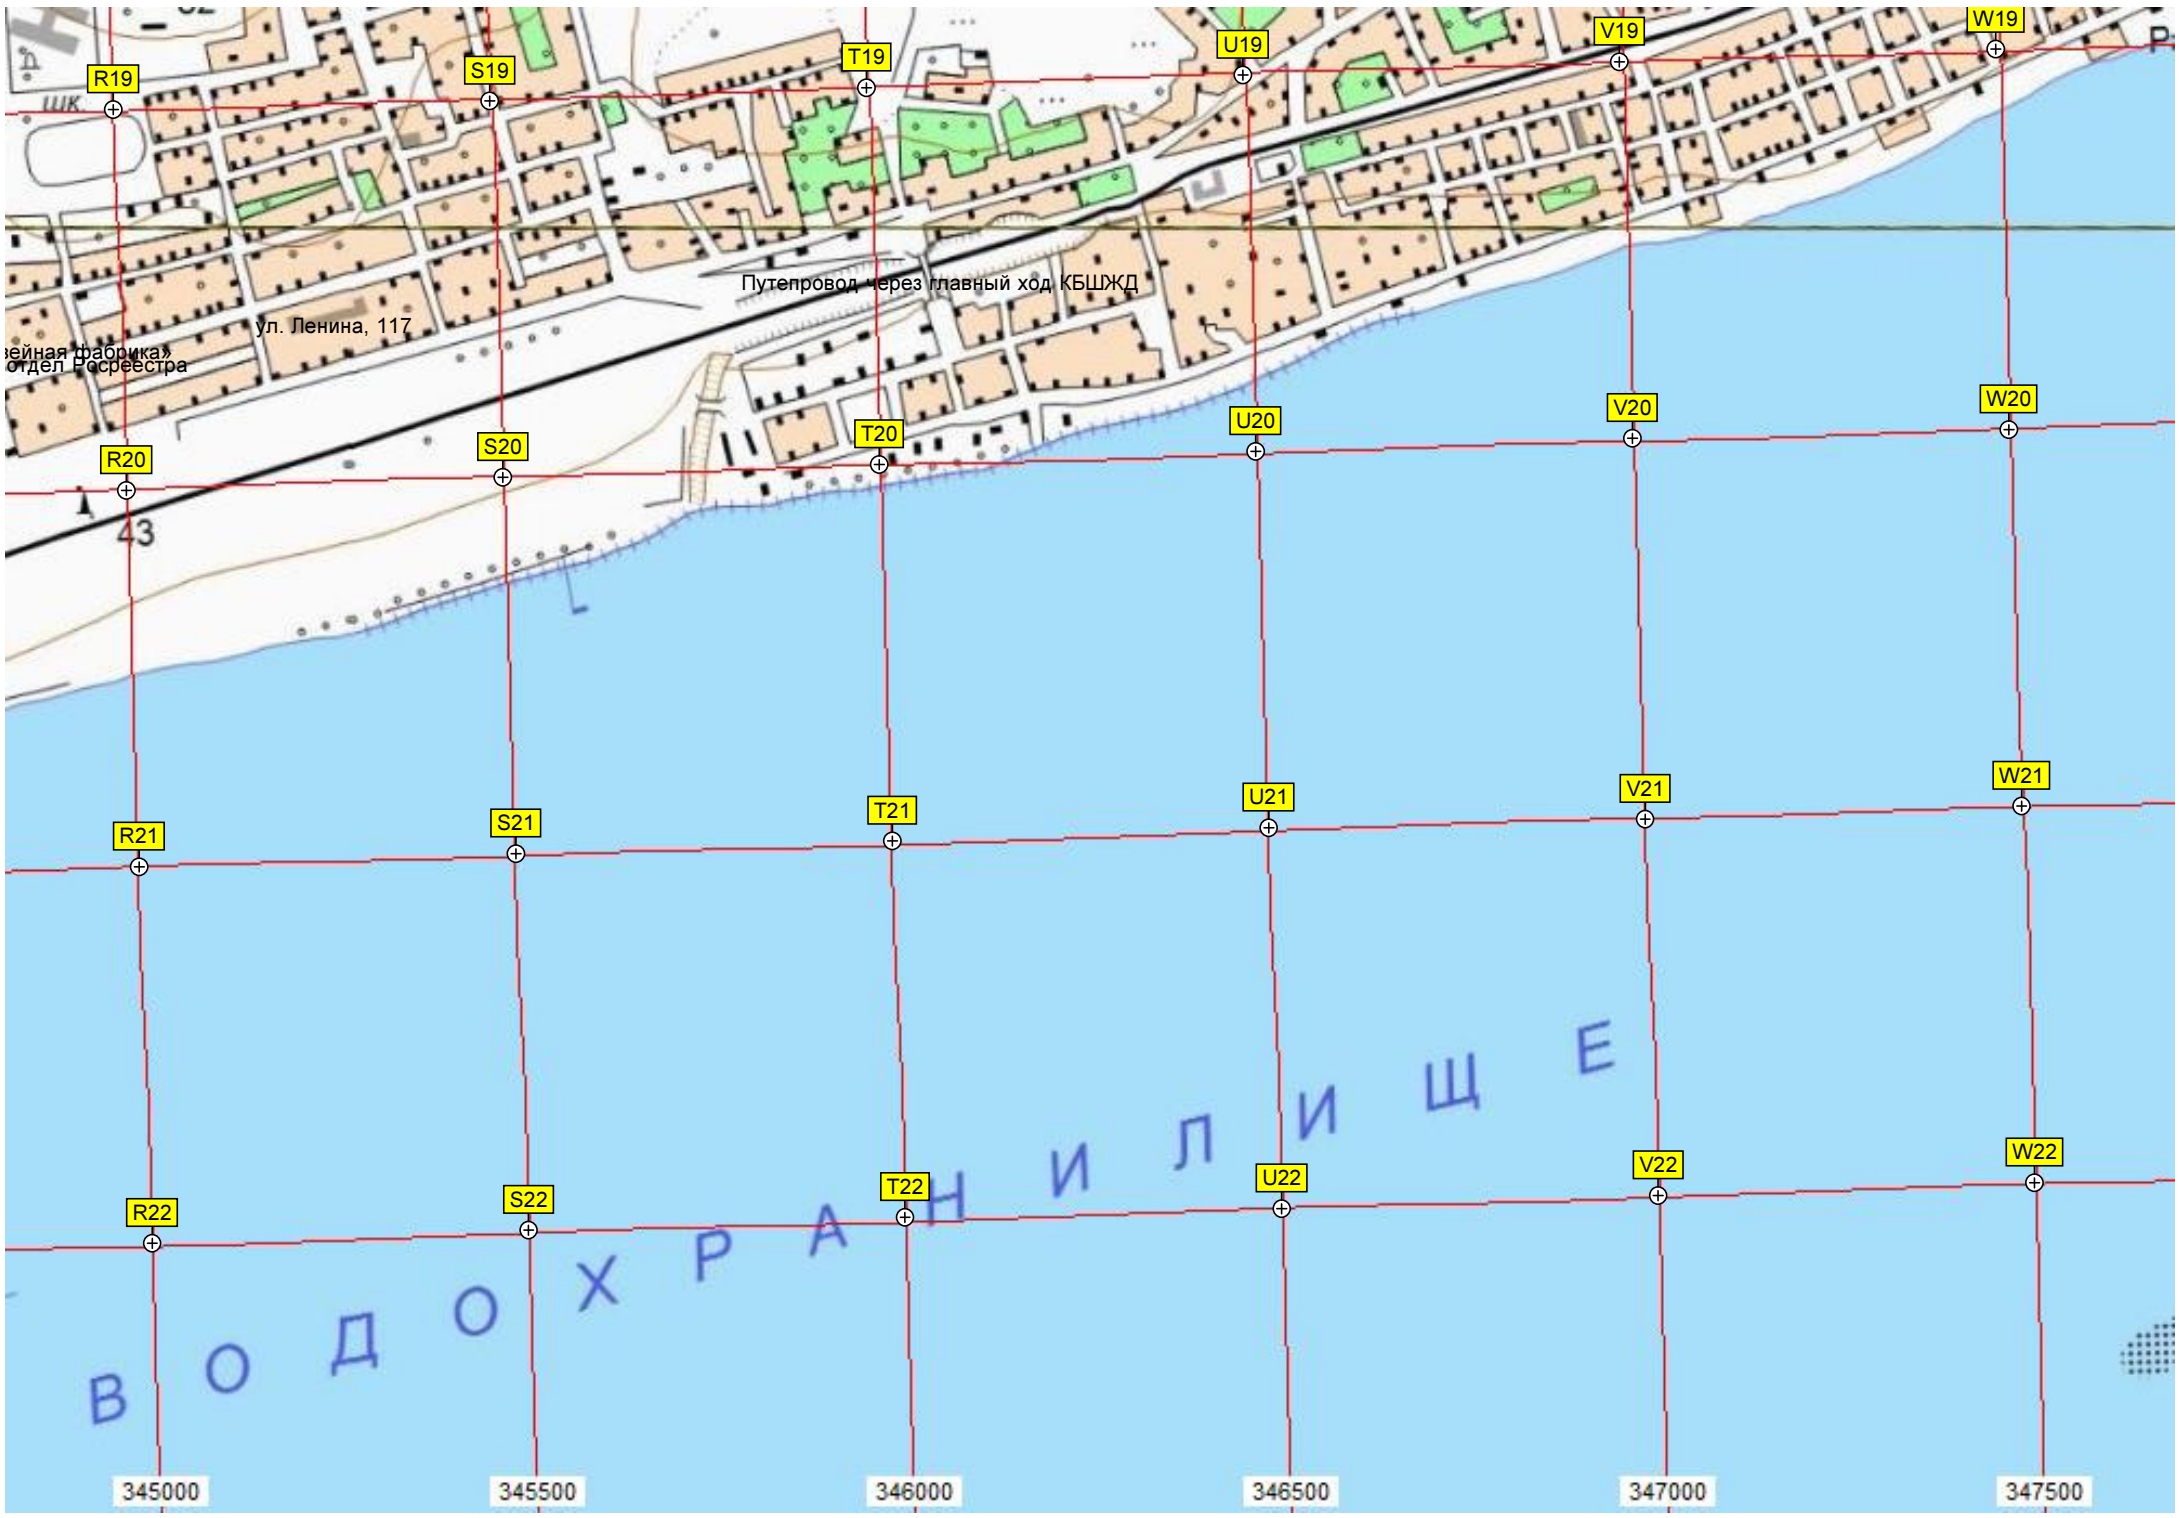 W19
V19
U19
T19
S19
R19
шк.
Путепровод через главный ход КБШЖД
ул. Ленина, 117
отдел Росреестра
W20
V20
U20
T20
S20
R20
43
W21
V21
U21
T21
S21
R21
W22
V22
U22
T22
S22
R22
ВОДОХРАНИЛИЩЕ
345000 345500 346000 346500 347000 347500